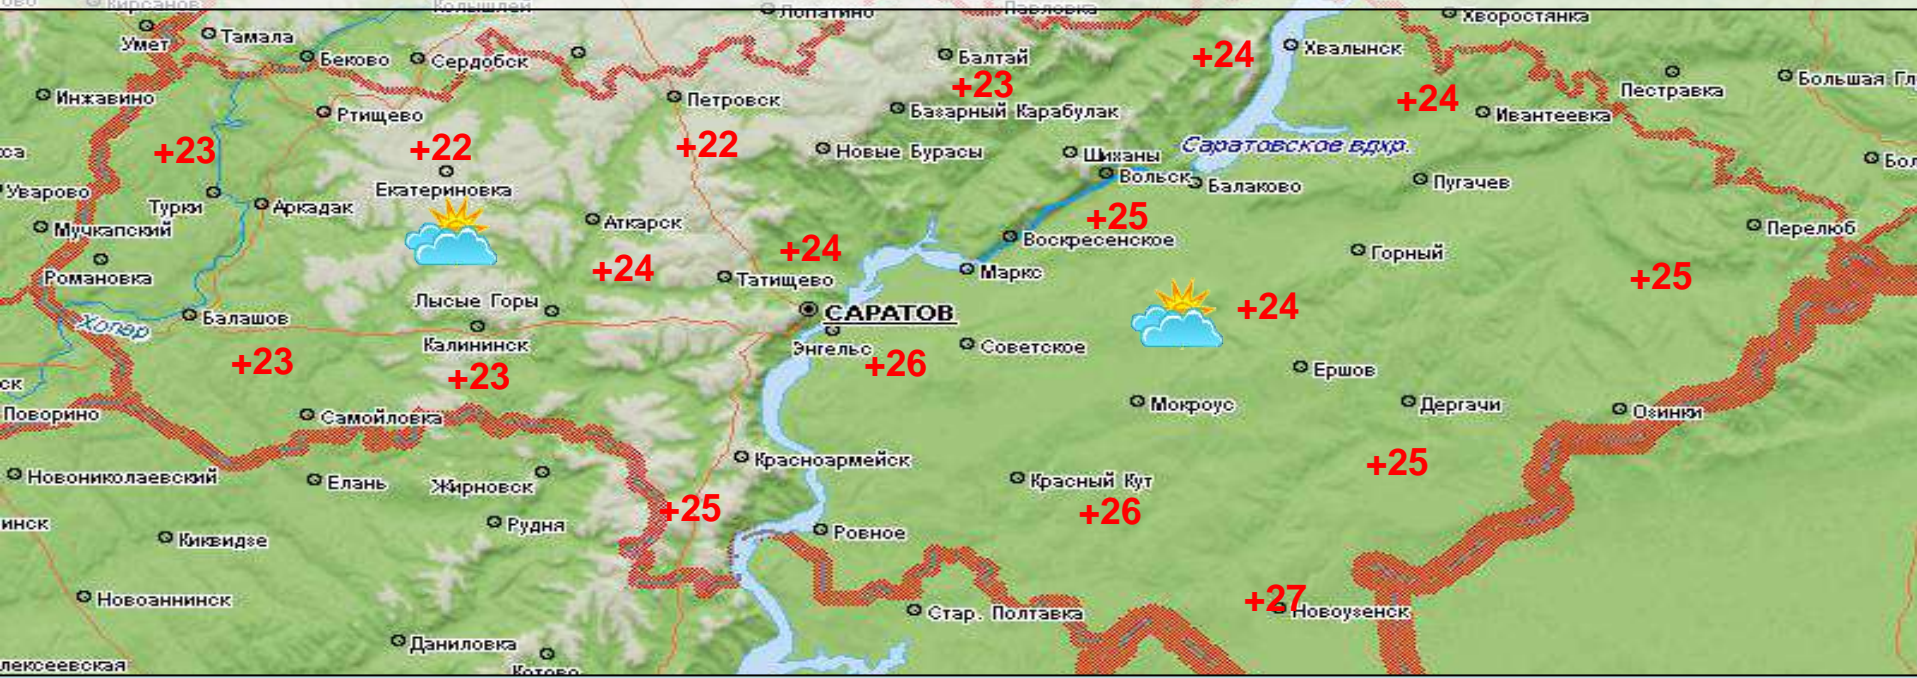 Кирсанов
Колышлей
Лопатино
Павловка
Хворостянка
Умет
Тамала
Беково
Сердобск
Балтай
+24
Хвалынск
Инжавино
Ртищево
Петровск
+23
Базарный Карабулак
+24
Ивантеевка
Пестравка
Большая Гл
+23
+22
+22
Новые Бурасы
Шиханы
Саратовское вдхр.
Бол
Уварово
Турки
Аркадак
Екатериновка
Вольск
Балаково
Пугачев
Мучкапский
Аткарск
+25
Воскресенское
Перелюб
Романовка
+24
+24
Татищево
Маркс
Горный
+25
Хопер
Балашов
Лысые Горы
САРАТОВ
+24
Калининск
Энгельс
Советское
+23
+23
+26
Ершов
ск
Поворино
Самойловка
Мокроус
Дергачи
Озинки
Новониколаевский
Елань
Жирновск
Красноармейск
Красный Кут
+25
инск
Киквидзе
Рудня
+25
Ровное
+26
Новоаннинск
Стар. Полтавка
+27
Новоузенск
Даниловка
лексеевская
Котово